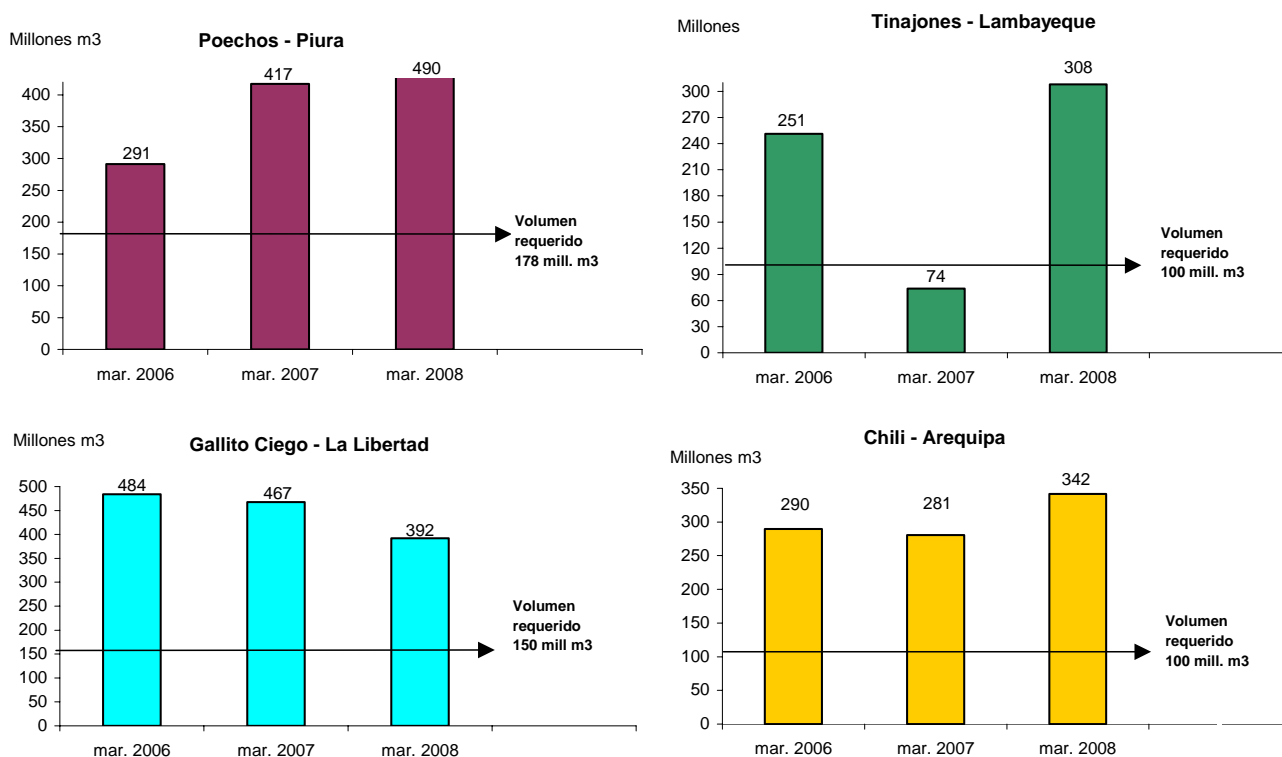 Millones m3
Poechos - Piura
400
350
300
250
200
150
100
50
0
291
417
490
Volumen
requerido
178 mill. m3
mar. 2006
mar. 2007
mar. 2008
Tinajones - Lambayeque
Millones
300
270
240
210
180
150
120
90
60
30
0
251
74
308
Volumen
requerido
100 mill. m3
mar. 2006
mar. 2007
mar. 2008
Millones m3
Gallito Ciego - La Libertad
500
450
400
350
300
250
200
150
100
50
0
484
467
392
Volumen
requerido
150 mill m3
mar. 2006
mar. 2007
mar. 2008
Chili - Arequipa
Millones m3
350
300
250
200
150
100
50
0
290
281
342
Volumen
requerido
100 mill. m3
mar. 2006
mar. 2007
mar. 2008